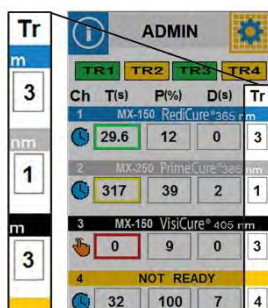 Tr
m
3
nm
1
m
3
ADMIN
TR1 TR2 TR3 TR4
Ch T(s) P(%) D(s) Tr
1 MX-150 RediCure®365 nm
29.6 12 0 3
2 MX-250 PrimeCure®385 nm
317 39 2 1
3 MX-150 VisiCure® 405 nm
0 9 0 3
4 NOT READY
32 100 7 4